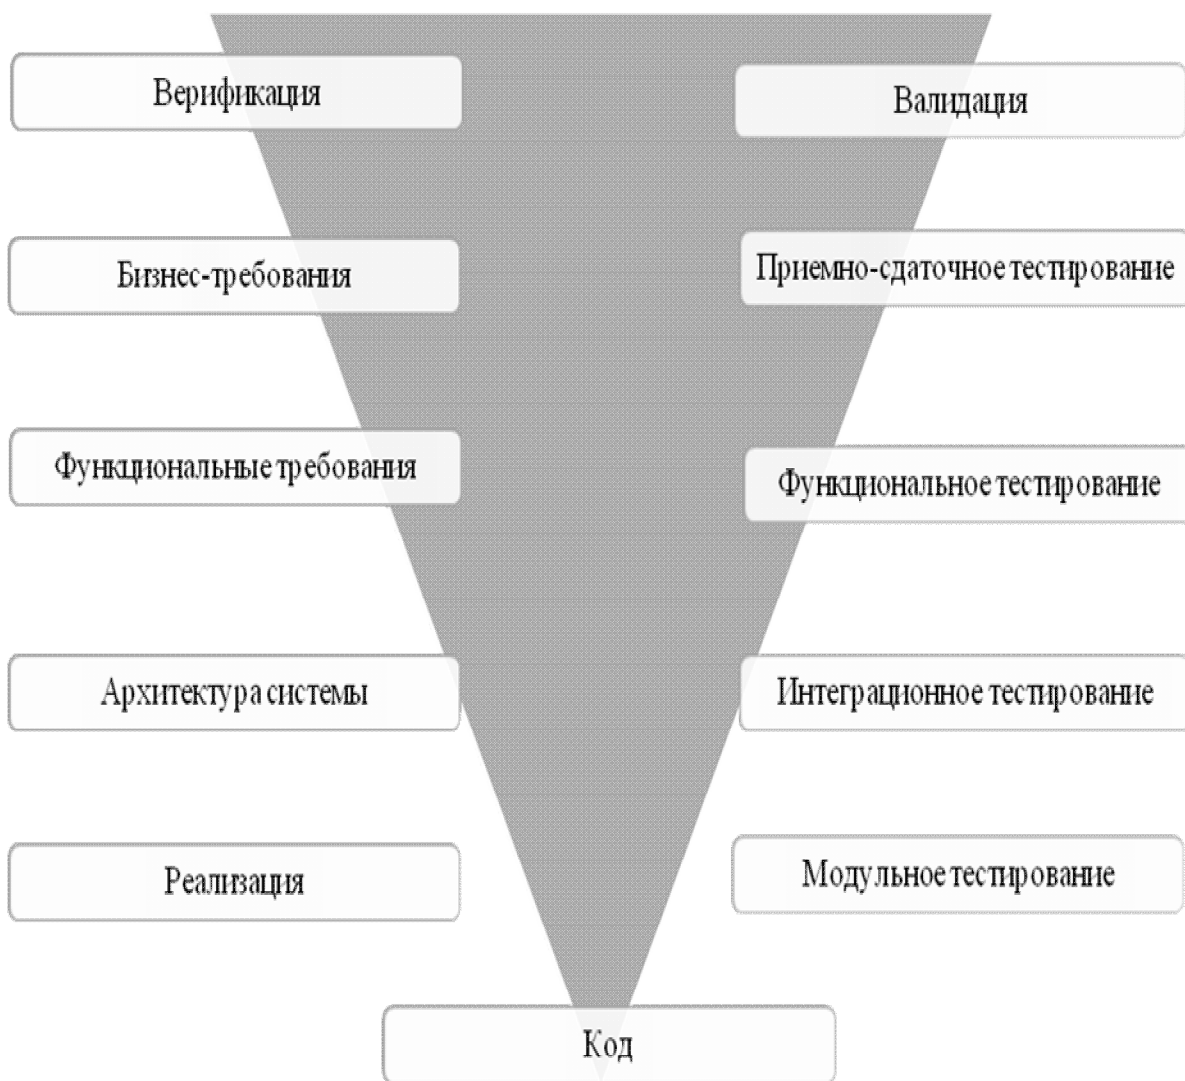 Верификация
Валидация
Бизнес-требования
Приемно-сдаточное тестирование
Функциональные требования
Функциональное тестирование
Архитектура системы
Интеграционное тестирование
Реализация
Модульное тестирование
Код